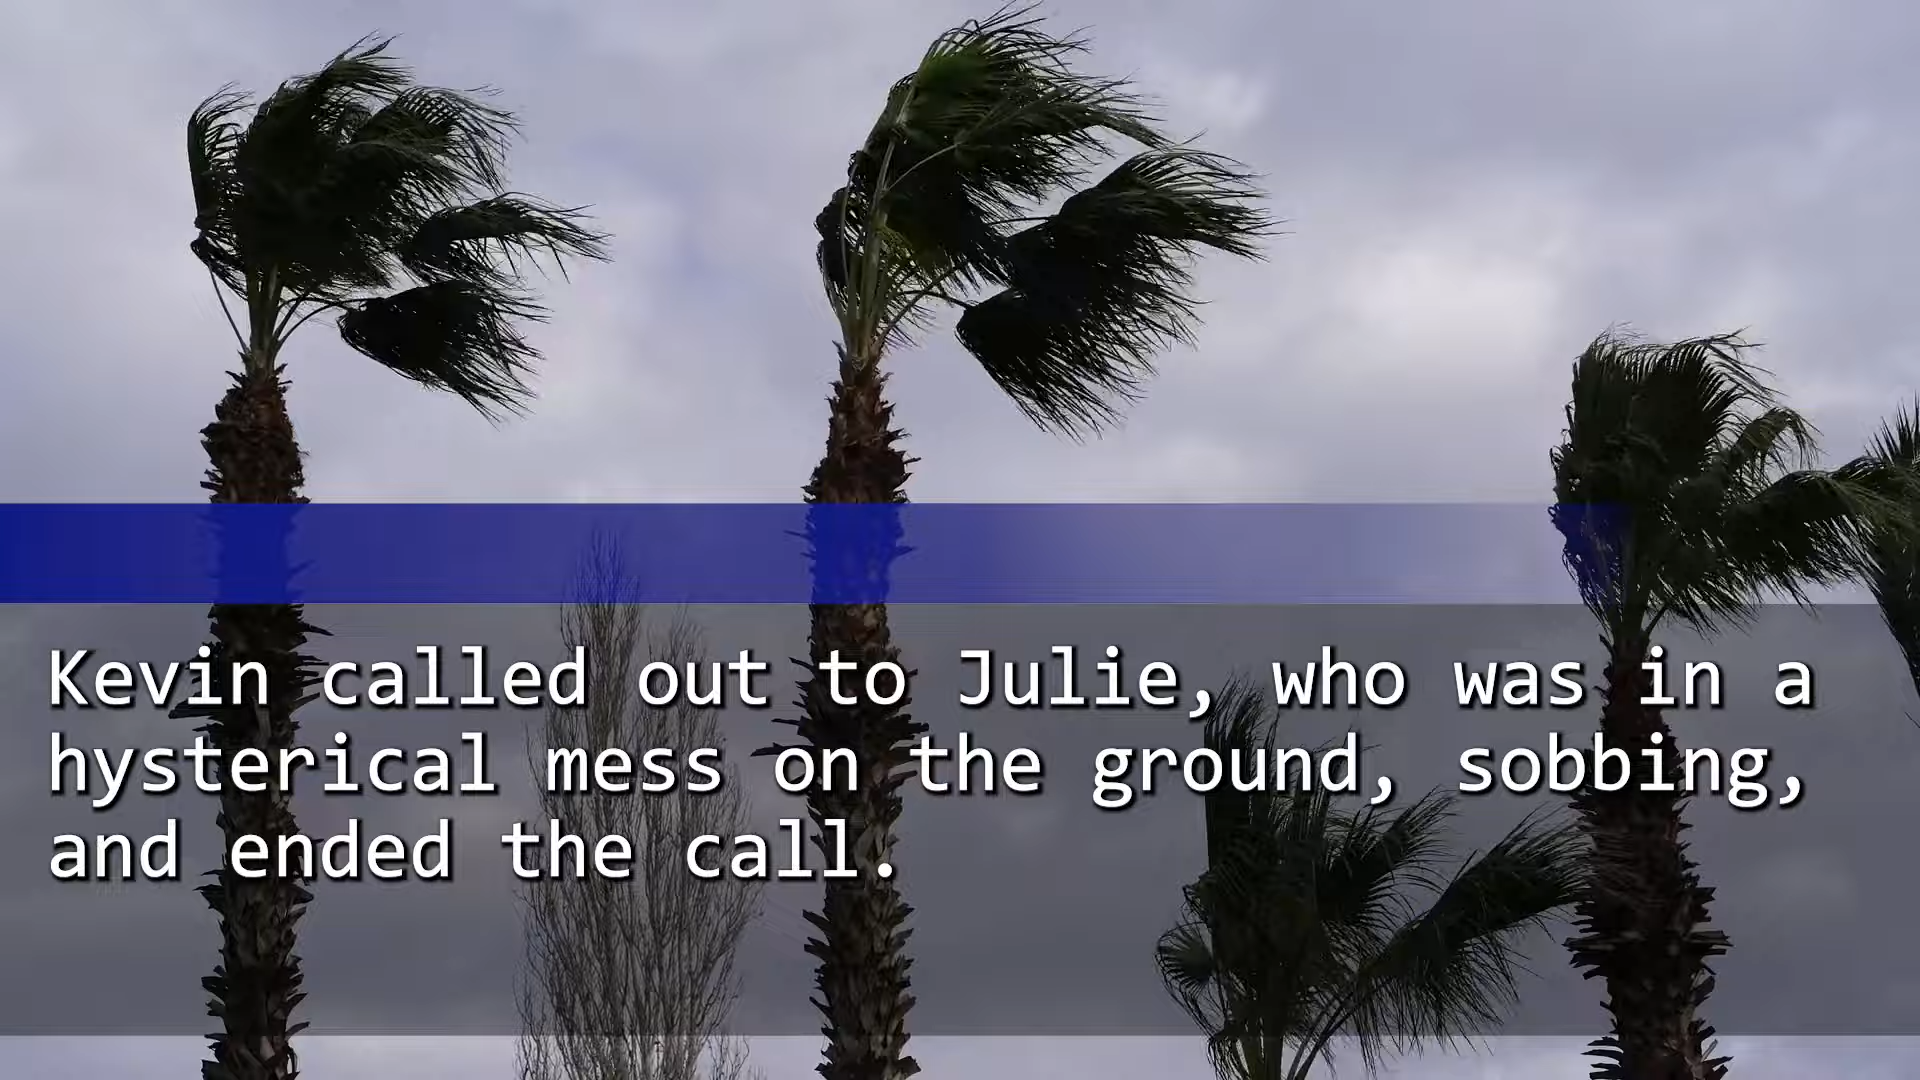 Kevin called out to Julie, who was in a
hysterical mess on the ground, sobbing,
and ended the call.